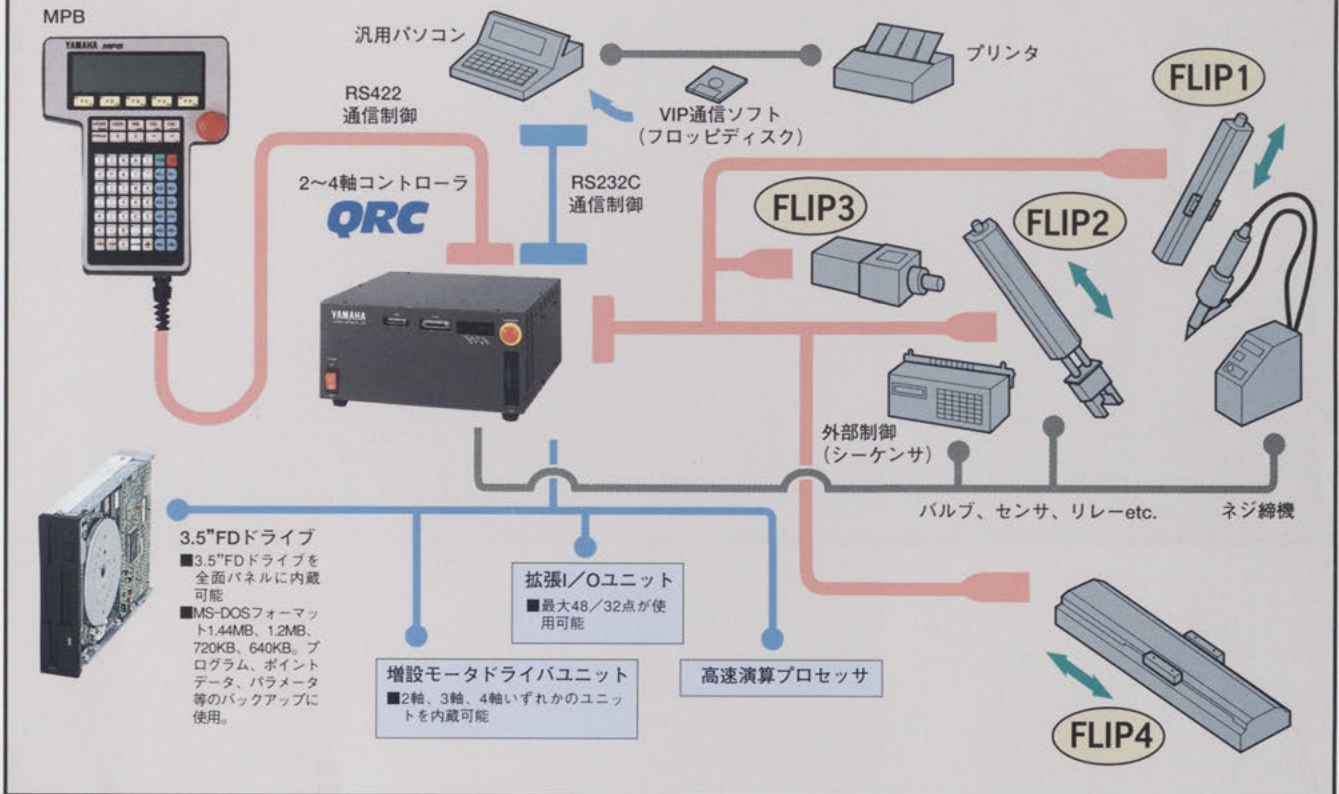 MPB
YAMAHA MPB
汎用パソコン
プリンタ
RS422
通信制御
VIP通信ソフト
(フロッピディスク)
FLIP1
2〜4軸コントローラ
QRC
RS232C
通信制御
FLIP3
FLIP2
YAMAHA
外部制御
(シーケンサ)
バルブ、センサ、リレーetc.
ネジ締機
3.5”FDドライブ
■3.5”FDドライブを
全面パネルに内蔵
可能
■MS-DOSフォーマッ
ト1.44MB、1.2MB、
720KB、640KB。プ
ログラム、ポイント
データ、パラメータ
等のバックアップに
使用。
拡張I/Oユニット
■最大48/32点が使
用可能
増設モータドライバユニット
■2軸、3軸、4軸いずれかのユニッ
トを内蔵可能
高速演算プロセッサ
FLIP4